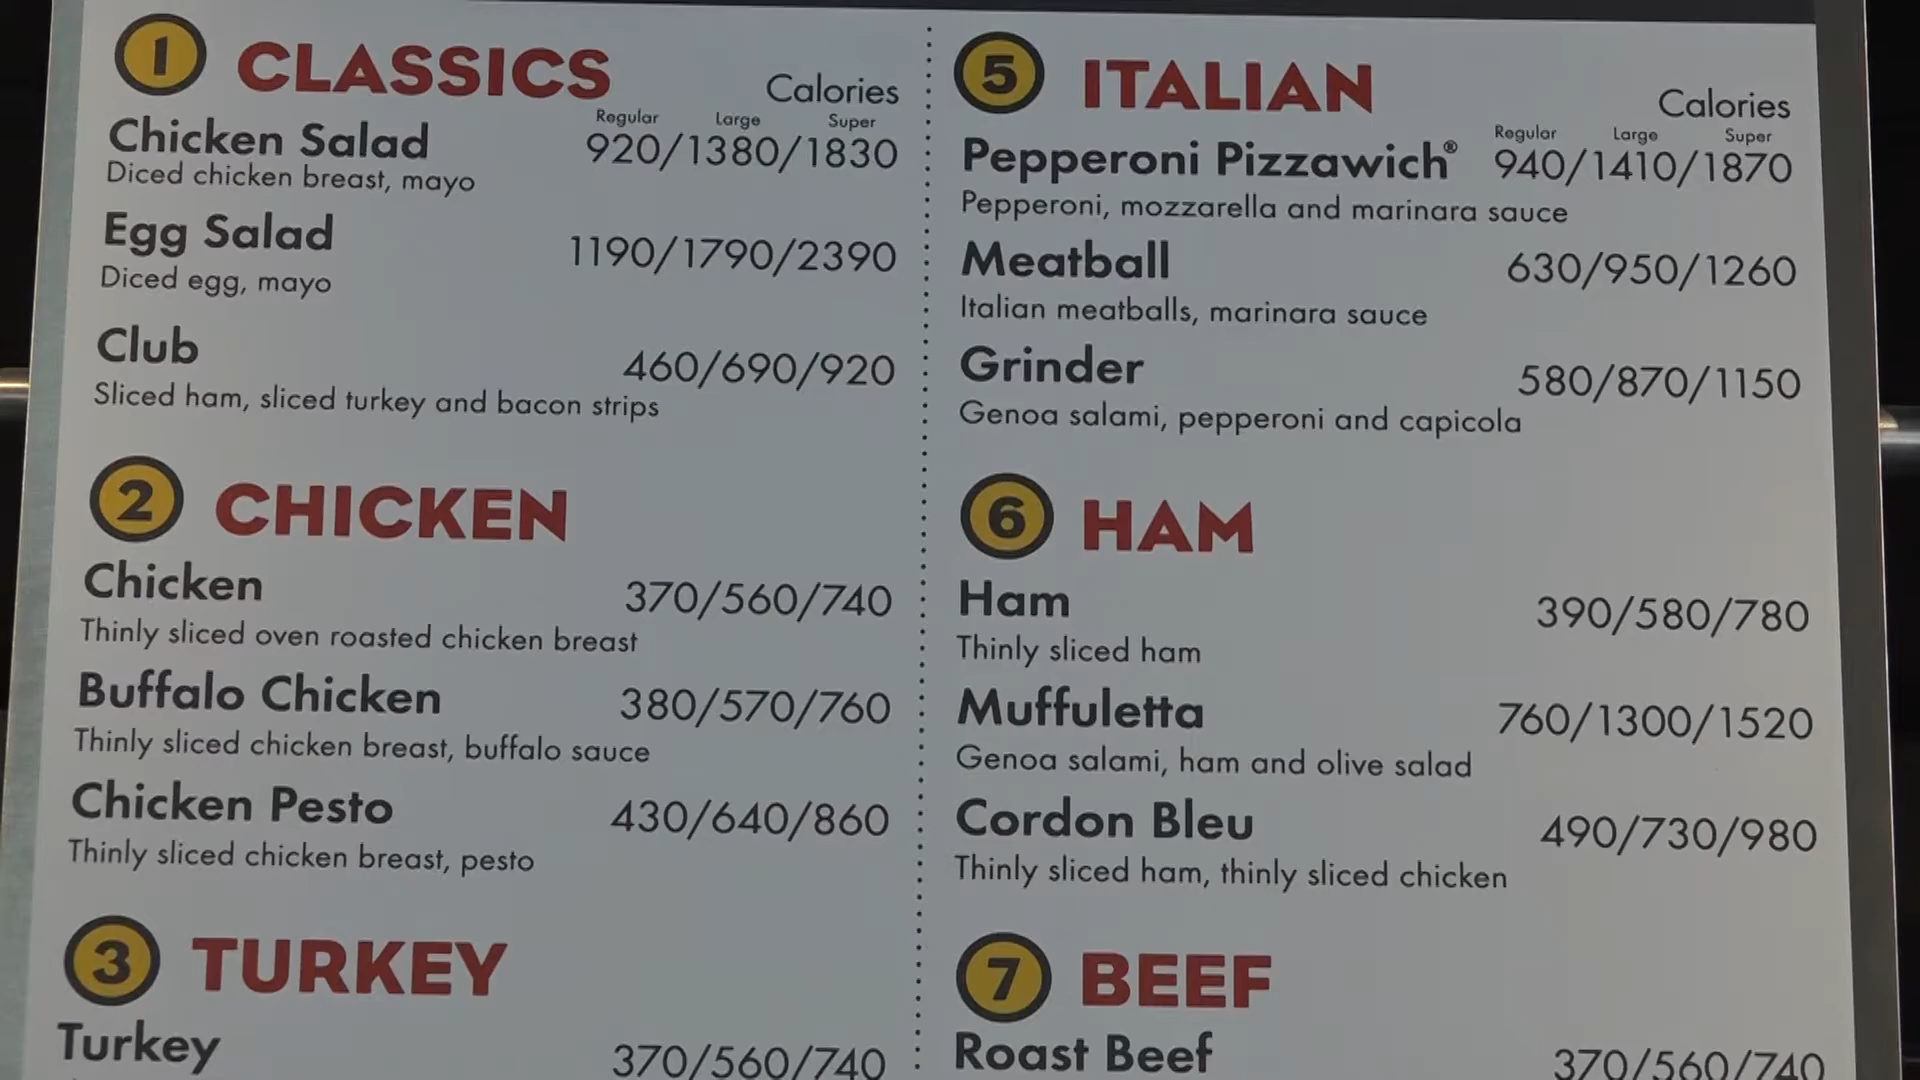 1 CLASSICS
Calories
Regular Large Super
Chicken Salad 920/1380/1830
Diced chicken breast, mayo
Egg Salad 1190/1790/2390
Diced egg, mayo
Club 460/690/920
Sliced ham, sliced turkey and bacon strips
2 CHICKEN
Chicken 370/560/740
Thinly sliced oven roasted chicken breast
Buffalo Chicken 380/570/760
Thinly sliced chicken breast, buffalo sauce
Chicken Pesto 430/640/860
Thinly sliced chicken breast, pesto
3 TURKEY
Turkey 370/560/740
5 ITALIAN
Calories
Regular Large Super
Pepperoni Pizzawich® 940/1410/1870
Pepperoni, mozzarella and marinara sauce
Meatball 630/950/1260
Italian meatballs, marinara sauce
Grinder 580/870/1150
Genoa salami, pepperoni and capicola
6 HAM
Ham 390/580/780
Thinly sliced ham
Muffuletta 760/1300/1520
Genoa salami, ham and olive salad
Cordon Bleu 490/730/980
Thinly sliced ham, thinly sliced chicken
7 BEEF
Roast Beef 370/560/740